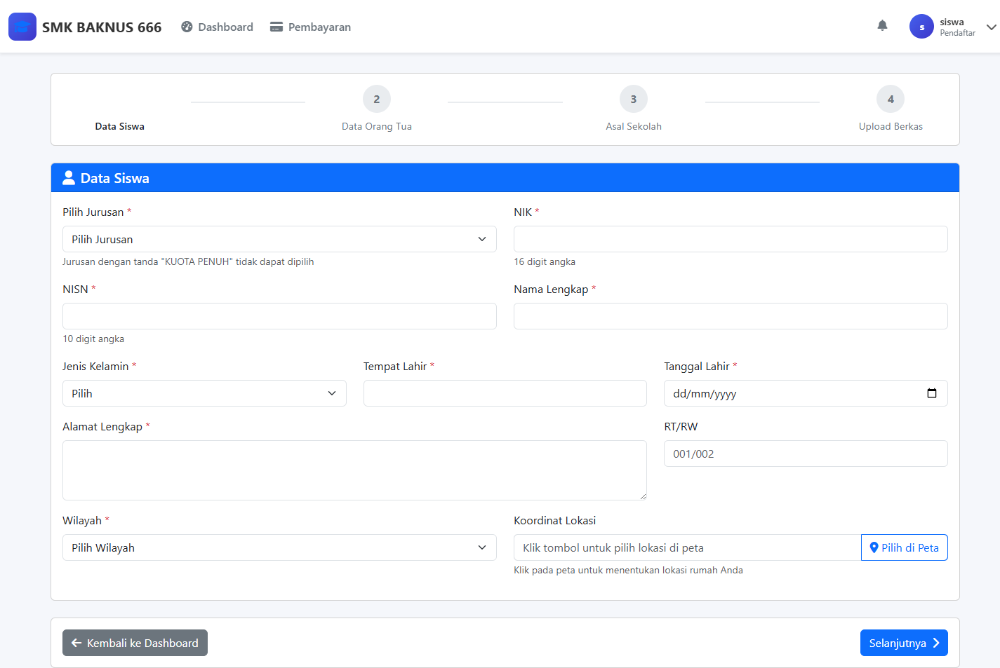 SMK BAKNUS 666
Dashboard
Pembayaran
s
siswa
Pendaftar
Data Siswa
2
Data Orang Tua
3
Asal Sekolah
4
Upload Berkas
Data Siswa
Pilih Jurusan *
Pilih Jurusan
Jurusan dengan tanda "KUOTA PENUH" tidak dapat dipilih
NIK *
16 digit angka
NISN *
10 digit angka
Nama Lengkap *
Jenis Kelamin *
Pilih
Tempat Lahir *
Tanggal Lahir *
dd/mm/yyyy
Alamat Lengkap *
RT/RW
001/002
Wilayah *
Pilih Wilayah
Koordinat Lokasi
Klik tombol untuk pilih lokasi di peta
Pilih di Peta
Klik pada peta untuk menentukan lokasi rumah Anda
Kembali ke Dashboard
Selanjutnya